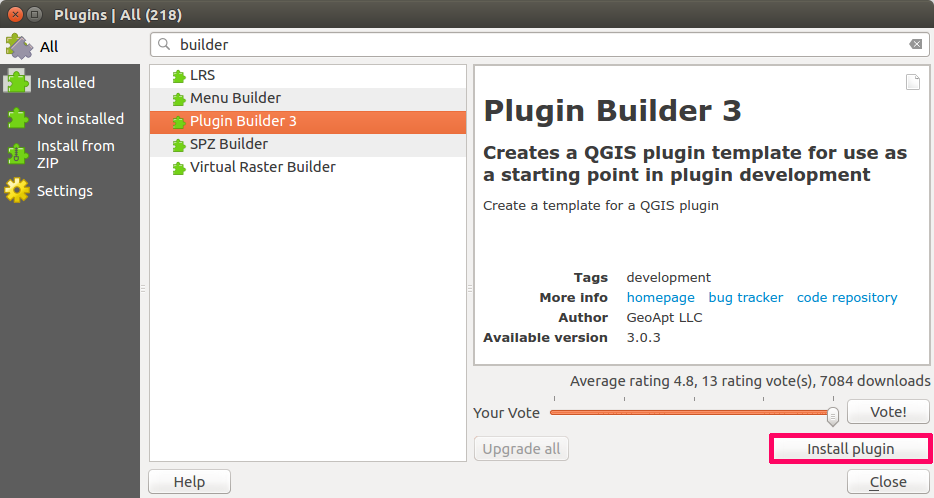 Plugins | All (218)
All
Installed
Not installed
Install from
ZIP
Settings
builder
LRS
Menu Builder
Plugin Builder 3
SPZ Builder
Virtual Raster Builder
Plugin Builder 3
Creates a QGIS plugin template for use as
a starting point in plugin development
Create a template for a QGIS plugin
Tags development
More info homepage bug tracker code repository
Author GeoApt LLC
Available version 3.0.3
Average rating 4.8, 13 rating vote(s), 7084 downloads
Your Vote
Vote!
Upgrade all
Install plugin
Help
Close